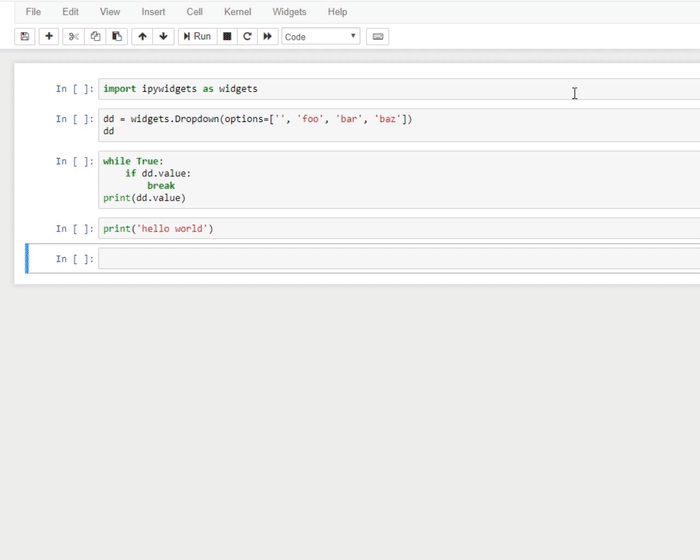 File Edit View Insert Cell Kernel Widgets Help
Run Code
In [ ]: import ipywidgets as widgets
In [ ]: dd = widgets.Dropdown(options=['', 'foo', 'bar', 'baz'])
dd
In [ ]: while True:
    if dd.value:
        break
print(dd.value)
In [ ]: print('hello world')
In [ ]: